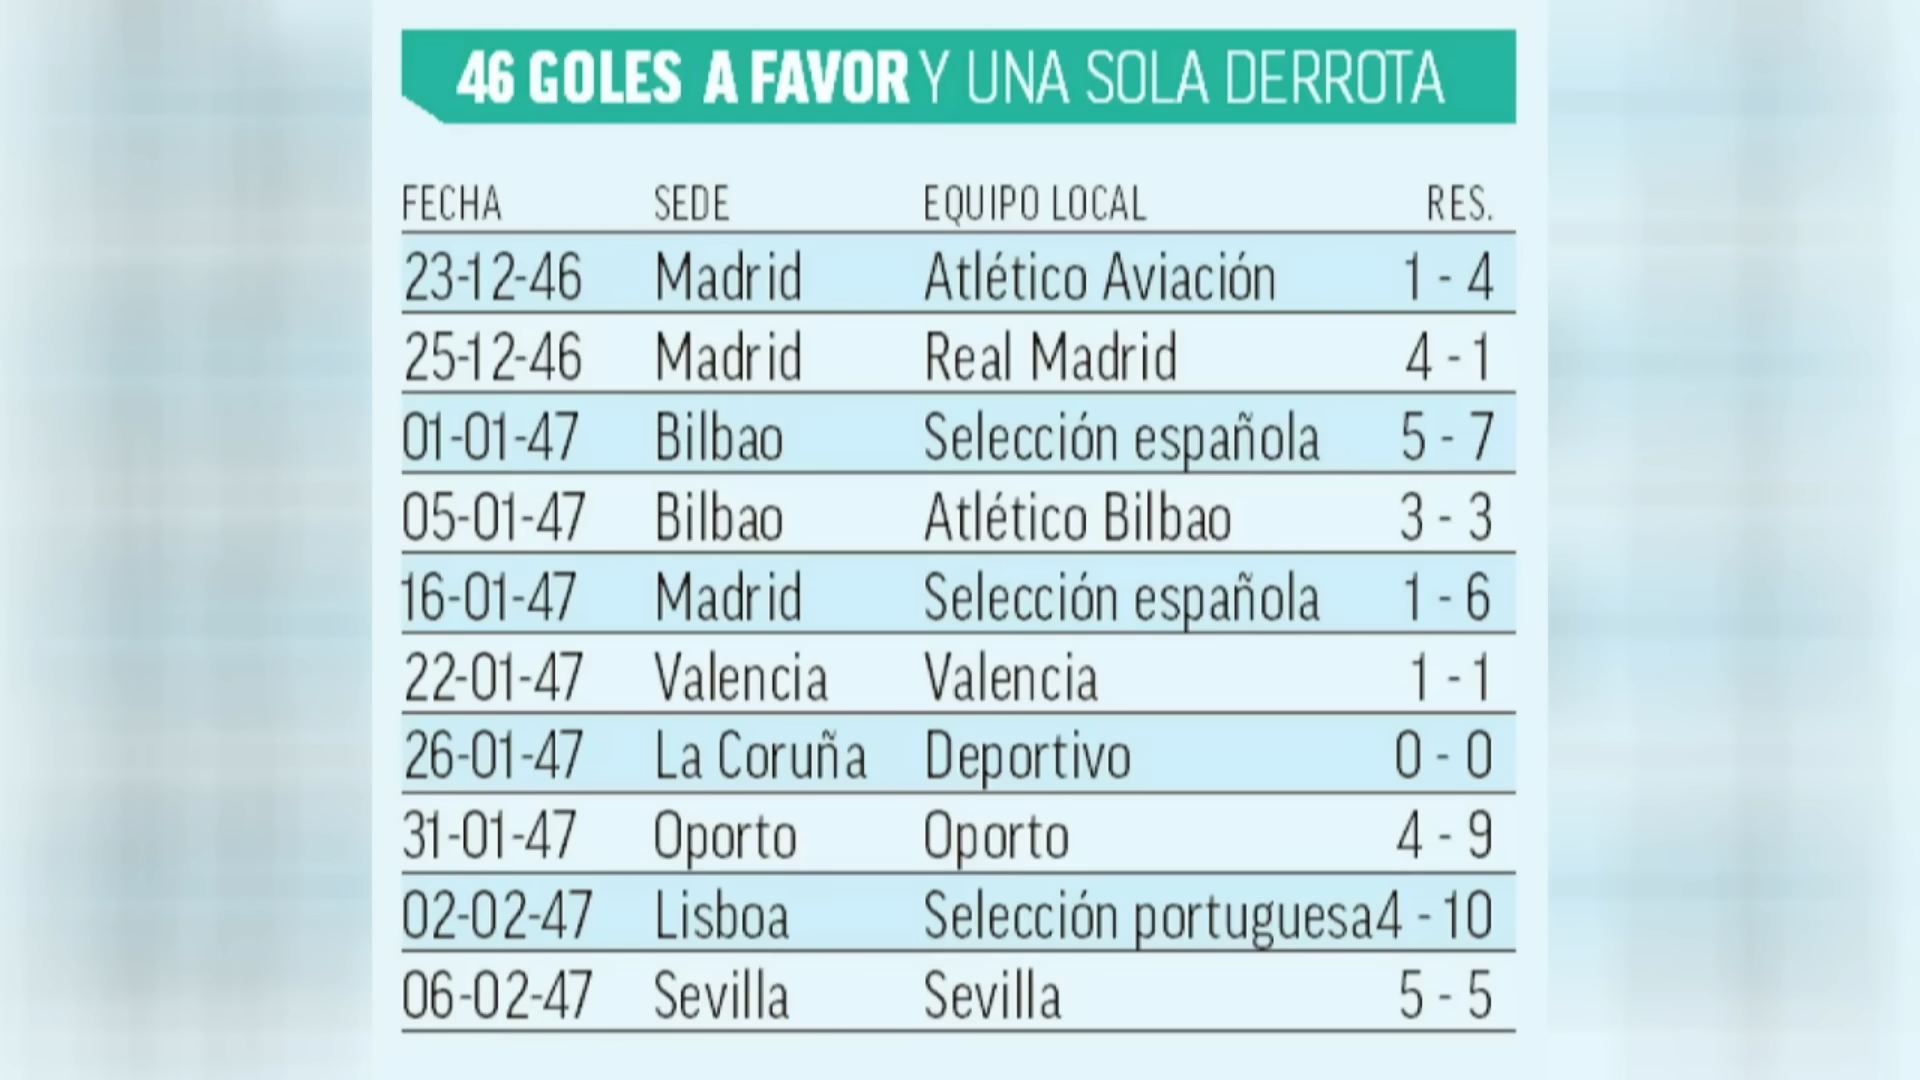 46 GOLES A FAVOR Y UNA SOLA DERROTA
FECHA SEDE EQUIPO LOCAL RES.
23-12-46 Madrid Atlético Aviación 1 - 4
25-12-46 Madrid Real Madrid 4 - 1
01-01-47 Bilbao Selección española 5 - 7
05-01-47 Bilbao Atlético Bilbao 3 - 3
16-01-47 Madrid Selección española 1 - 6
22-01-47 Valencia Valencia 1 - 1
26-01-47 La Coruña Deportivo 0 - 0
31-01-47 Oporto Oporto 4 - 9
02-02-47 Lisboa Selección portuguesa 4 - 10
06-02-47 Sevilla Sevilla 5 - 5